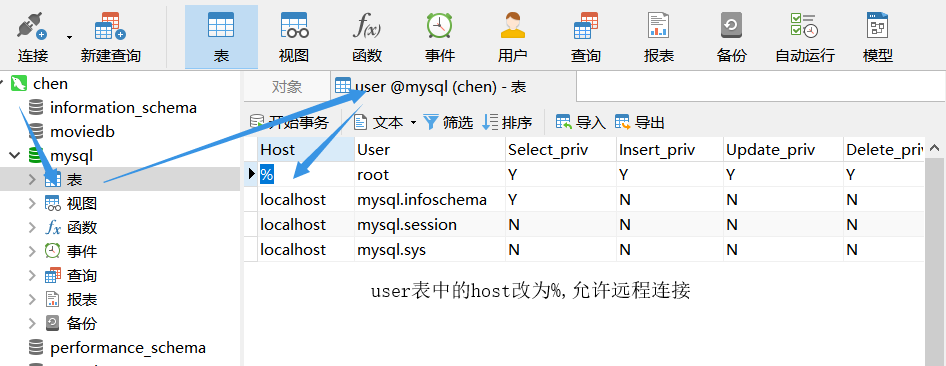 连接 新建查询 表 视图 函数 事件 用户 查询 报表 备份 自动运行 模型
chen
information_schema
moviedb
mysql
表
视图
函数
事件
查询
报表
备份
performance_schema
对象 user @mysql (chen) - 表
开始事务 文本 筛选 排序 导入 导出
Host User Select_priv Insert_priv Update_priv Delete_priv
% root Y Y Y Y
localhost mysql.infoschema Y N N N
localhost mysql.session N N N N
localhost mysql.sys N N N N
user表中的host改为%,允许远程连接